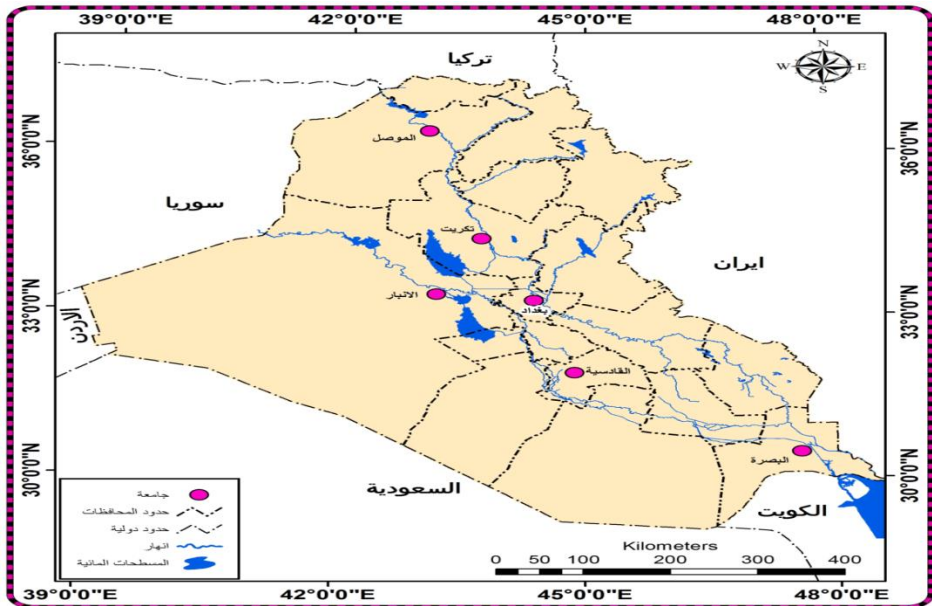 39°0'0"E 42°0'0"E 45°0'0"E 48°0'0"E
تركيا
N
W E
S
36°0'0"N 36°0'0"N
الموصل
سوريا
تكريت
ايران
الانبار
بغداد
33°0'0"N 33°0'0"N
الاردن
القادسية
البصرة
30°0'0"N 30°0'0"N
السعودية
الكويت
جامعة
حدود المحافظات
حدود دولية
انهار
المسطحات المائية
Kilometers
0 50 100 200 300 400
39°0'0"E 42°0'0"E 45°0'0"E 48°0'0"E